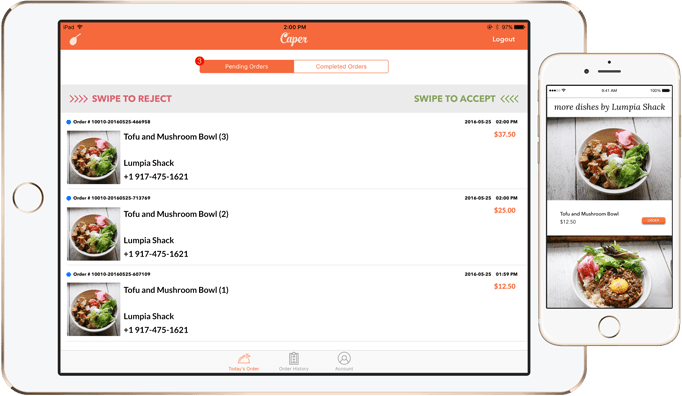 iPad 2:00 PM 97%
Caper Logout
3 Pending Orders Completed Orders
>>>> SWIPE TO REJECT SWIPE TO ACCEPT <<<<
Order # 10010-20160525-466958 2016-05-25 02:00 PM
Tofu and Mushroom Bowl (3) $37.50
Lumpia Shack
+1 917-475-1621
Order # 10010-20160525-713769 2016-05-25 02:00 PM
Tofu and Mushroom Bowl (2) $25.00
Lumpia Shack
+1 917-475-1621
Order # 10010-20160525-607109 2016-05-25 01:59 PM
Tofu and Mushroom Bowl (1) $12.50
Lumpia Shack
+1 917-475-1621
Today's Order Order History Account
9:41 AM 100%
more dishes by Lumpia Shack
Tofu and Mushroom Bowl
$12.50